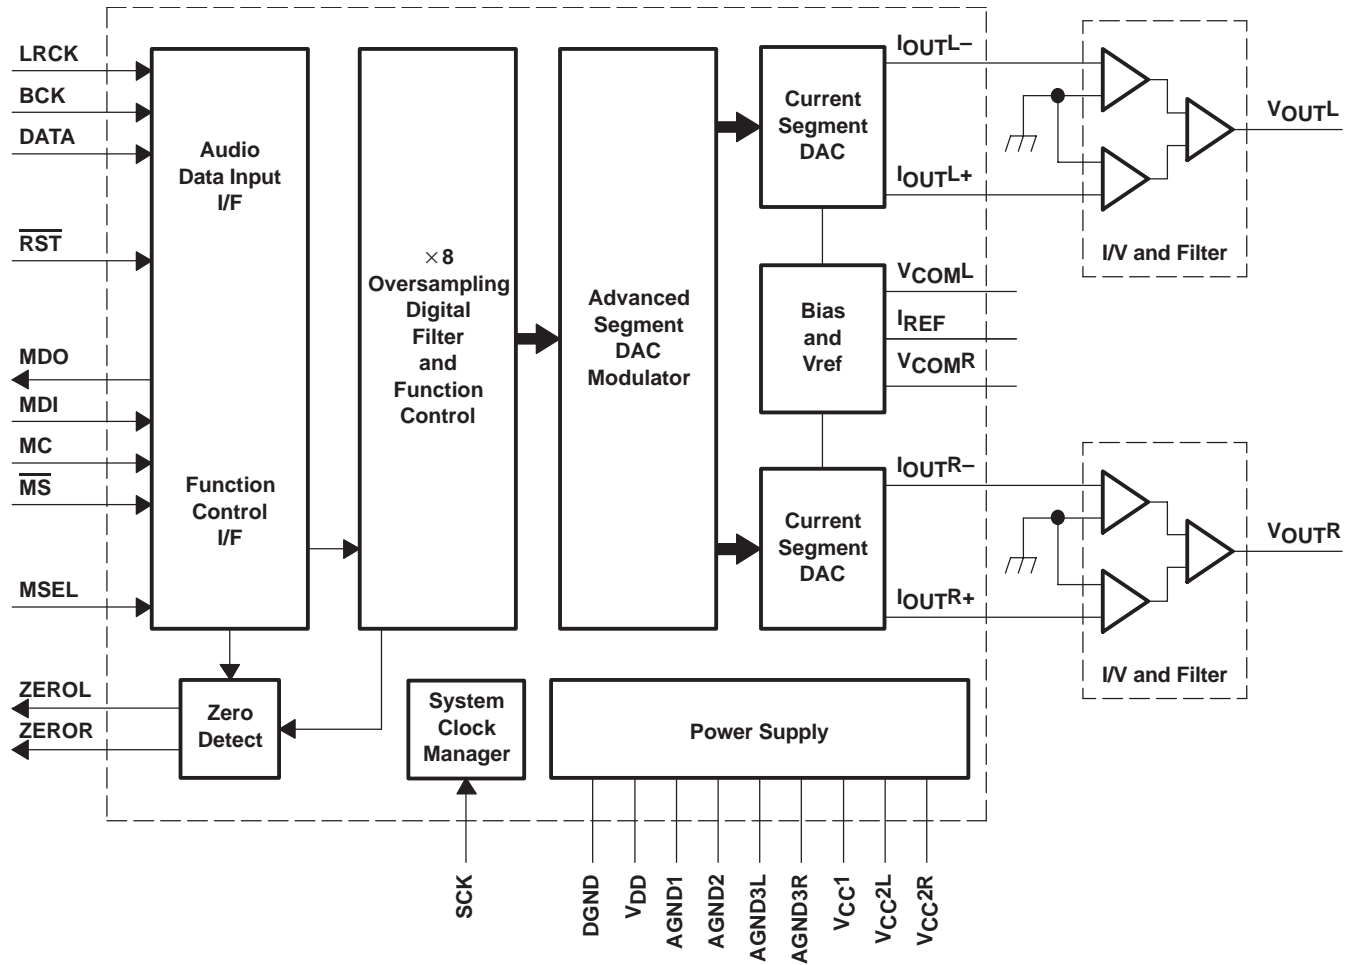 LRCK
BCK
DATA
RST
MDO
MDI
MC
MS
MSEL
ZEROL
ZEROR
Audio
Data Input
I/F
Function
Control
I/F
×8
Oversampling
Digital
Filter
and
Function
Control
Advanced
Segment
DAC
Modulator
Current
Segment
DAC
Bias
and
Vref
Current
Segment
DAC
IOUTL–
IOUTL+
VCOML
IREF
VCOMR
IOUTR–
IOUTR+
I/V and Filter
VOUTL
I/V and Filter
VOUTR
Zero
Detect
System
Clock
Manager
Power Supply
SCK
DGND
VDD
AGND1
AGND2
AGND3L
AGND3R
VCC1
VCC2L
VCC2R